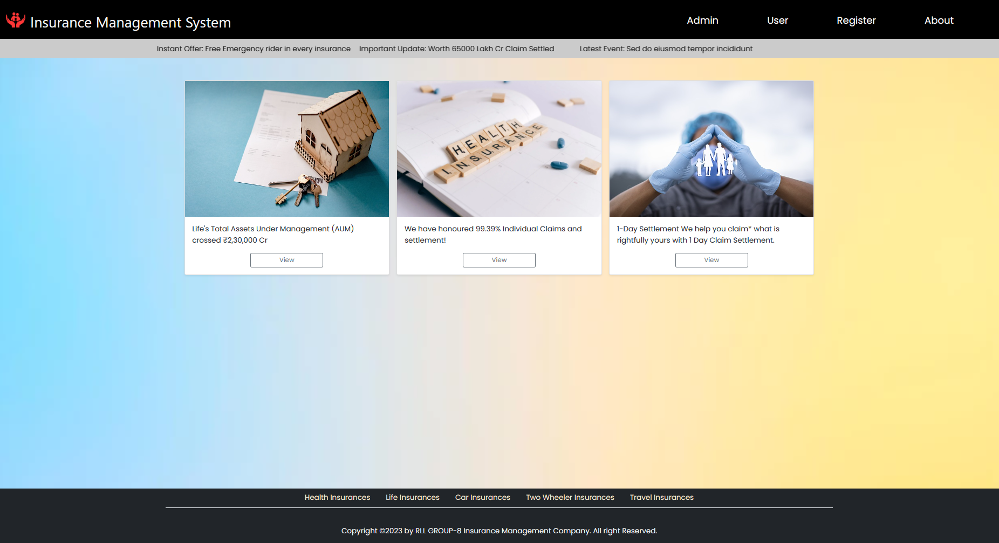 Insurance Management System
Admin
User
Register
About
Instant Offer: Free Emergency rider in every insurance
Important Update: Worth 65000 Lakh Cr Claim Settled
Latest Event: Sed do eiusmod tempor incididunt
HEALTH
INSURANCE
Life's Total Assets Under Management (AUM)
crossed ₹2,30,000 Cr
View
We have honoured 99.39% Individual Claims and
settlement!
View
1-Day Settlement We help you claim* what is
rightfully yours with 1 Day Claim Settlement.
View
Health Insurances
Life Insurances
Car Insurances
Two Wheeler Insurances
Travel Insurances
Copyright ©2023 by RLL GROUP-8 Insurance Management Company. All right Reserved.